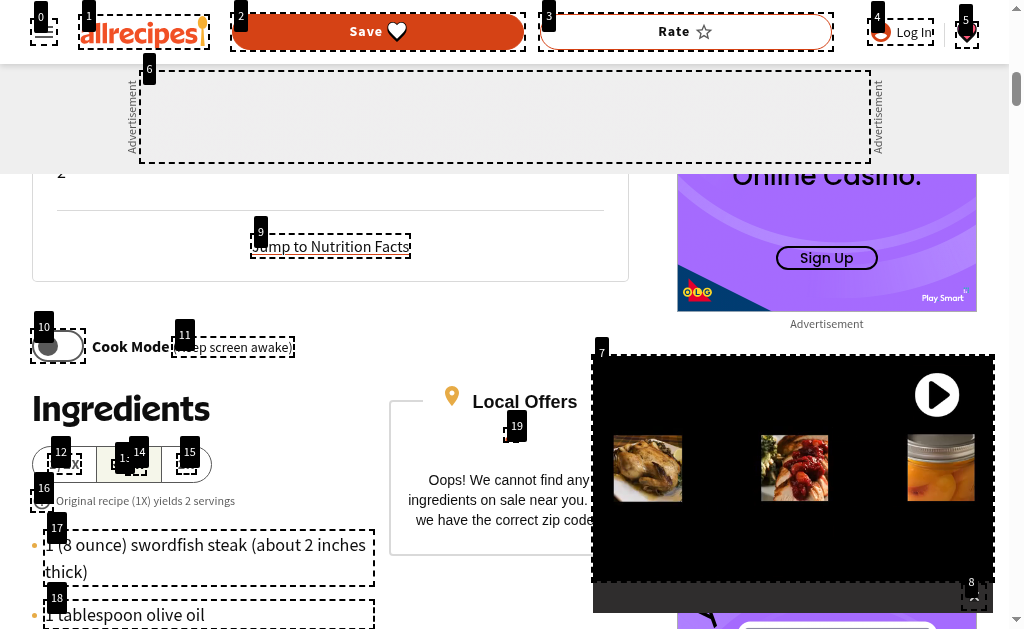 allrecipes
Save
Rate
Log In
Advertisement
Advertisement
2
Online Casino.
Sign Up
OLG
Play Smart
Advertisement
Jump to Nutrition Facts
Cook Mode (Keep screen awake)
Ingredients
Local Offers
Original recipe (1X) yields 2 servings
Oops! We cannot find any
ingredients on sale near you.
we have the correct zip code
1 (8 ounce) swordfish steak (about 2 inches
thick)
1 tablespoon olive oil
0
1
2
3
4
5
6
7
8
9
10
11
12
14
15
16
17
18
19